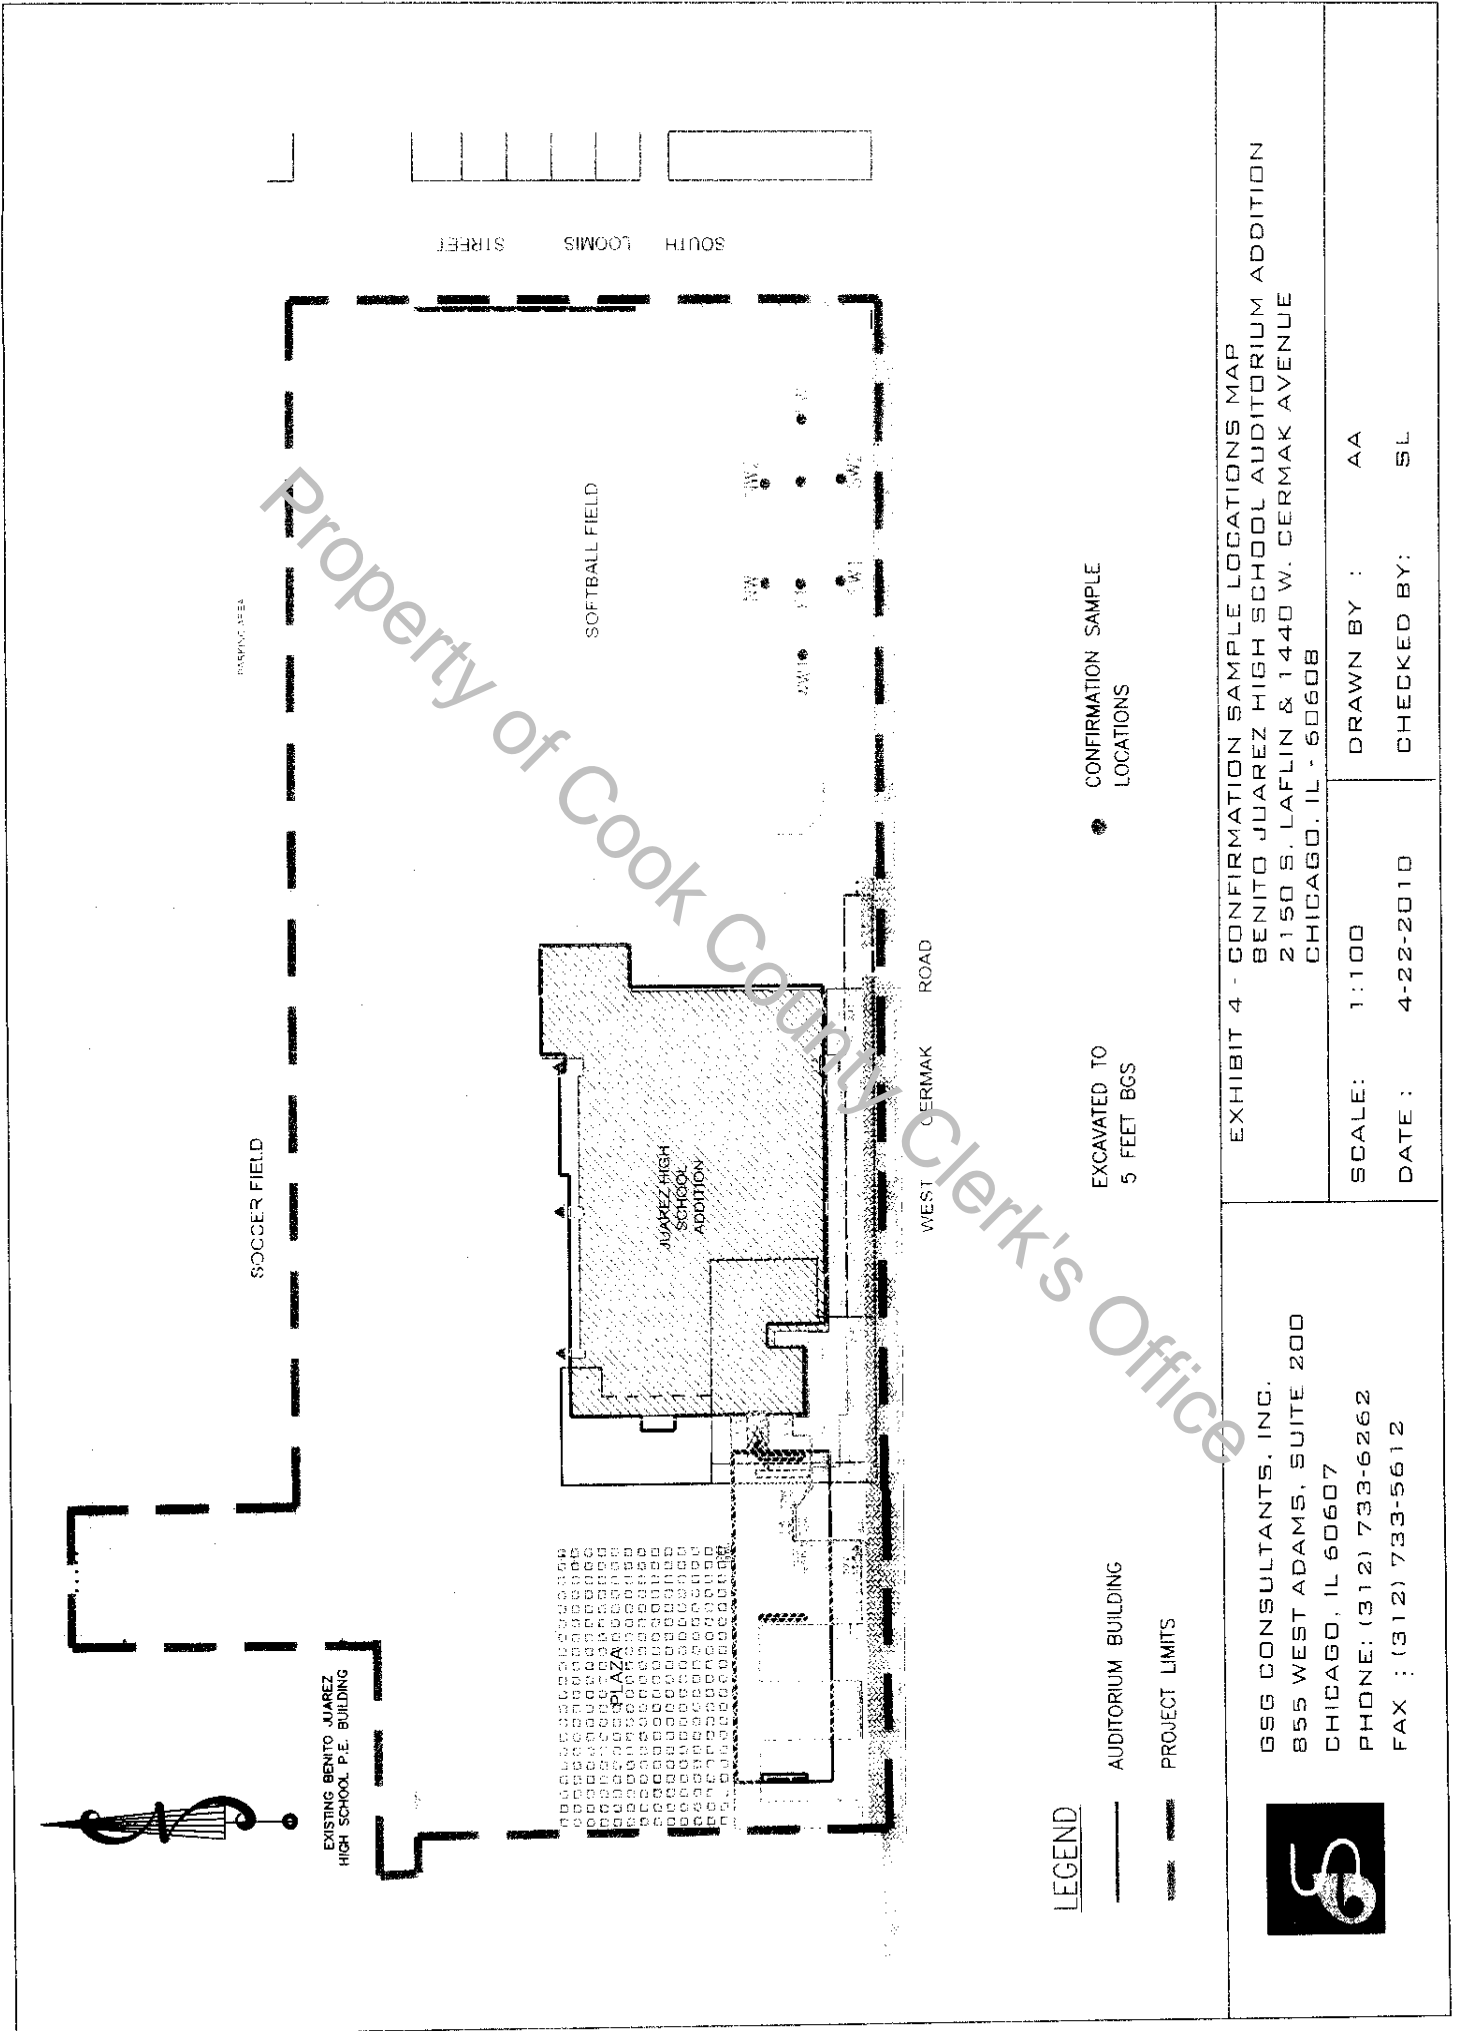 EXISTING BENITO JUAREZ
HIGH SCHOOL P.E. BUILDING
SOCCER FIELD
PARKING AREA
PLAZA
JUAREZ HIGH
SCHOOL
ADDITION
SOFTBALL FIELD
SW2
SOUTH LOOMIS STREET
WEST CERMAK ROAD
LEGEND
AUDITORIUM BUILDING
PROJECT LIMITS
EXCAVATED TO
5 FEET BGS
CONFIRMATION SAMPLE
LOCATIONS
GSG CONSULTANTS, INC.
855 WEST ADAMS, SUITE 200
CHICAGO, IL 60607
PHONE: (312) 733-6262
FAX : (312) 733-5612
EXHIBIT 4 - CONFIRMATION SAMPLE LOCATIONS MAP
BENITO JUAREZ HIGH SCHOOL AUDITORIUM ADDITION
2150 S. LAFLIN & 1440 W. CERMAK AVENUE
CHICAGO, IL - 60608
SCALE: 1:100
DRAWN BY : AA
DATE : 4-22-2010
CHECKED BY: SL
Property of Cook County Clerk's Office